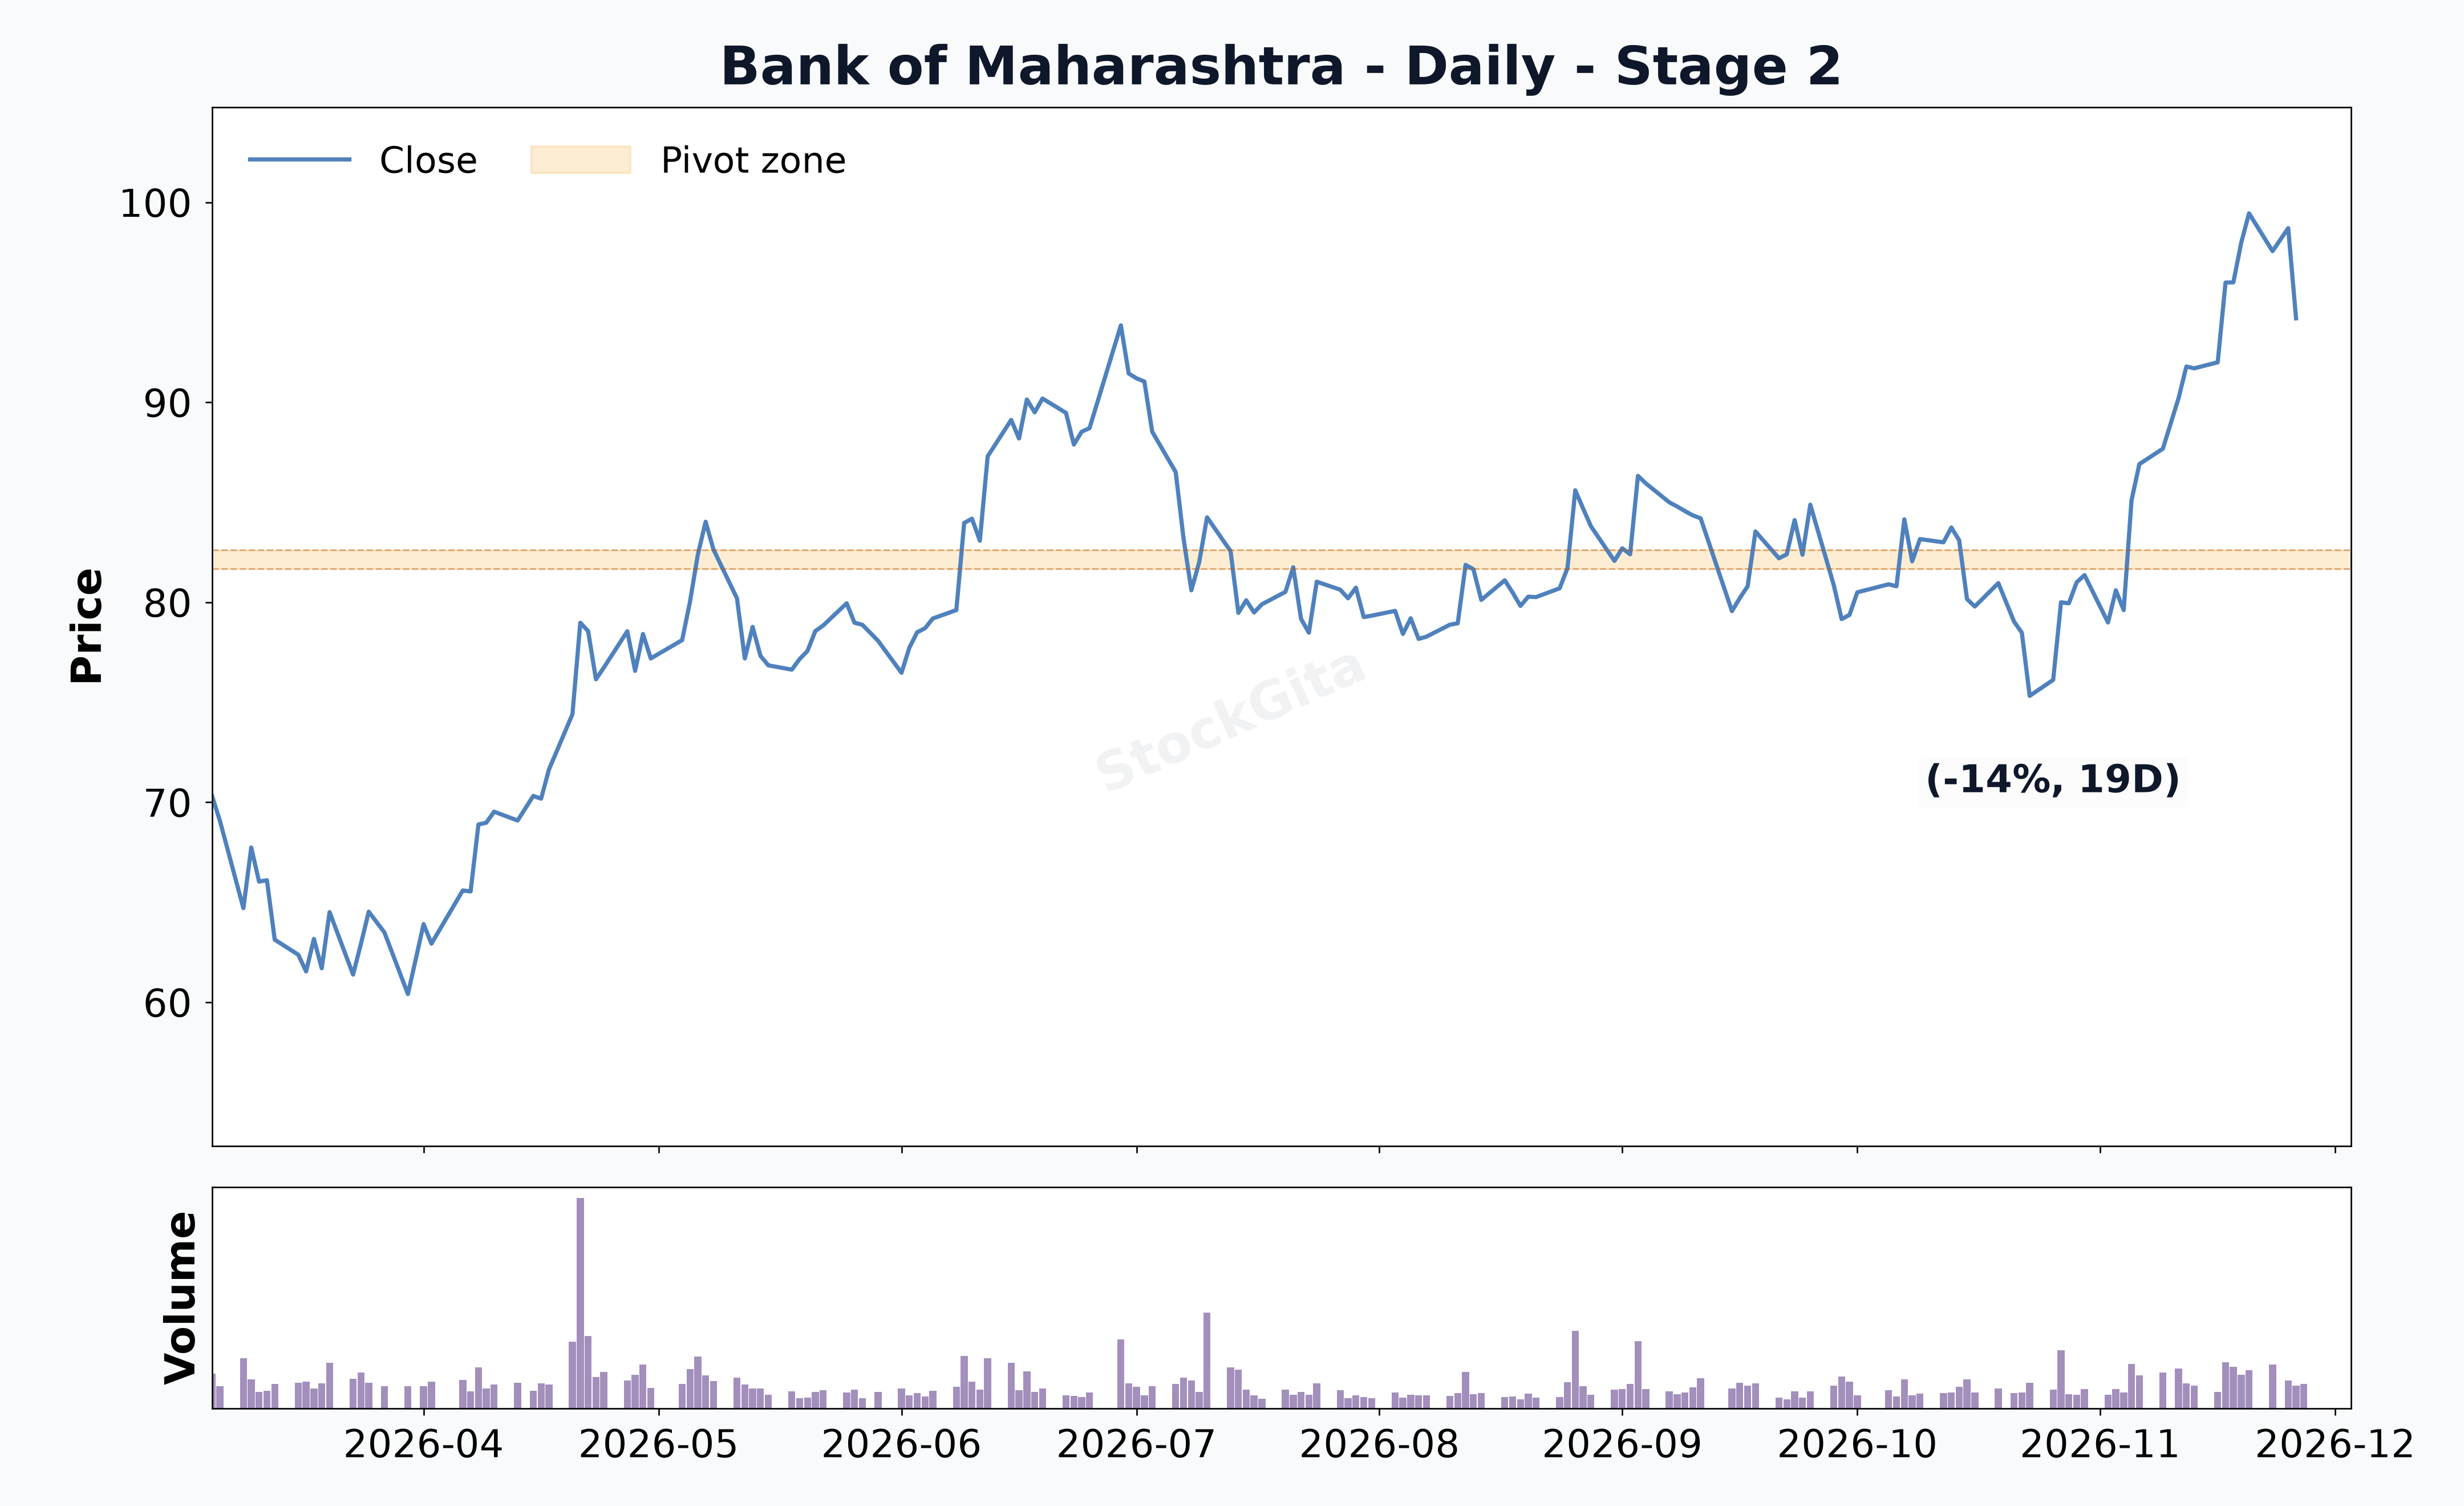 Bank of Maharashtra - Daily - Stage 2
Close
Pivot zone
100
90
80
70
60
Price
StockGita
(-14%, 19D)
Volume
2026-04
2026-05
2026-06
2026-07
2026-08
2026-09
2026-10
2026-11
2026-12